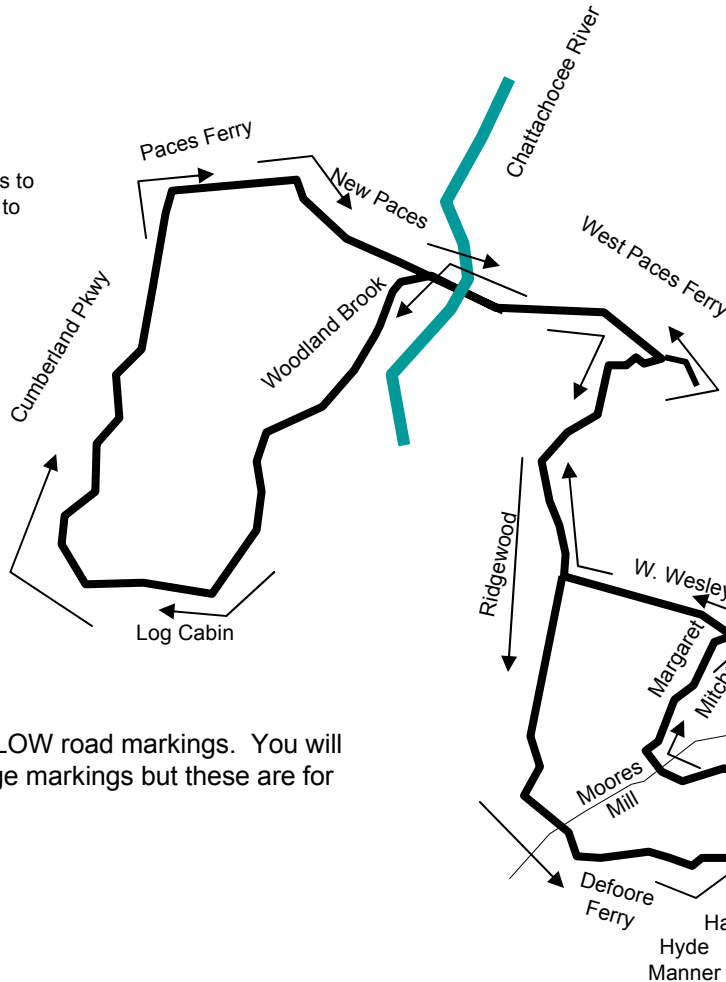 Chattachocee River
Paces Ferry
s to
to
New Paces
West Paces Ferry
Cumberland Pkwy
Woodland Brook
Ridgewood
W. Wesley
Margaret
Log Cabin
LOW road markings. You will
ge markings but these are for
Moores
Mill
Defoore
Ferry
Hyde
Manner